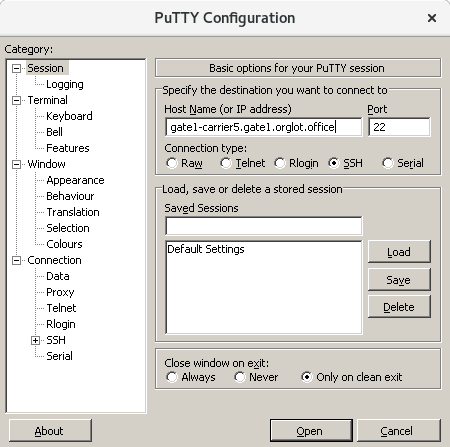 PuTTY Configuration
Category:
Session
Logging
Terminal
Keyboard
Bell
Features
Window
Appearance
Behaviour
Translation
Selection
Colours
Connection
Data
Proxy
Telnet
Rlogin
SSH
Serial
Basic options for your PuTTY session
Specify the destination you want to connect to
Host Name (or IP address) Port
gate1-carrier5.gate1.orglot.office 22
Connection type:
Raw Telnet Rlogin SSH Serial
Load, save or delete a stored session
Saved Sessions
Default Settings
Load
Save
Delete
Close window on exit:
Always Never Only on clean exit
About Open Cancel